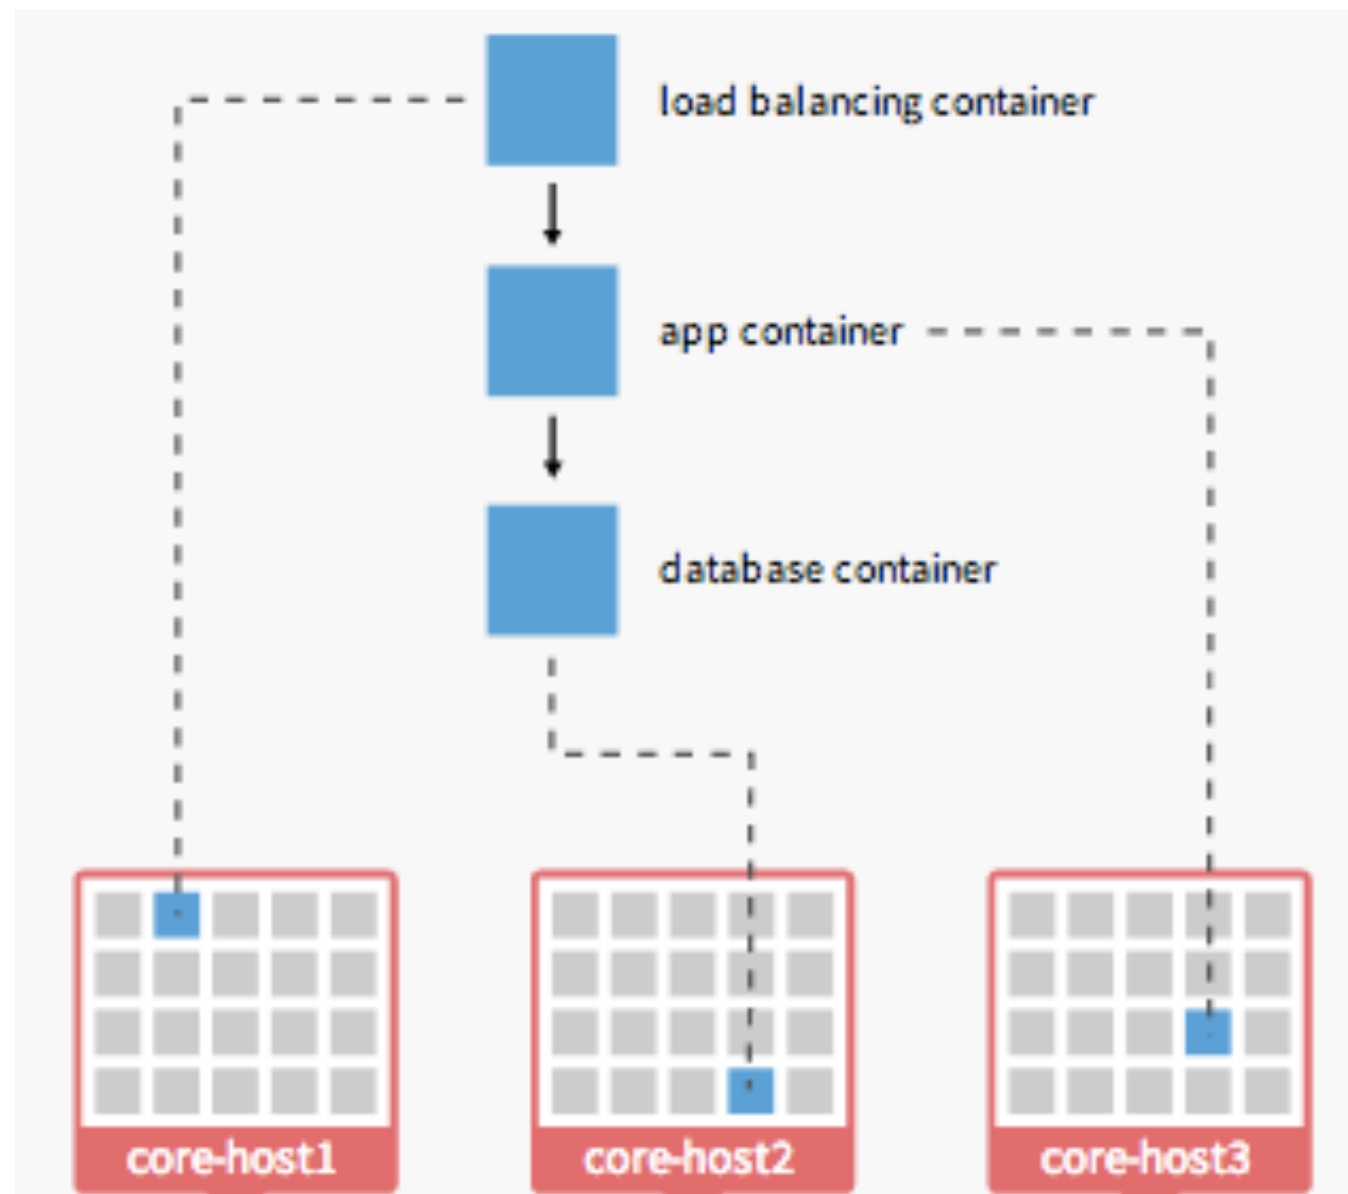 load balancing container
app container
database container
core-host1
core-host2
core-host3